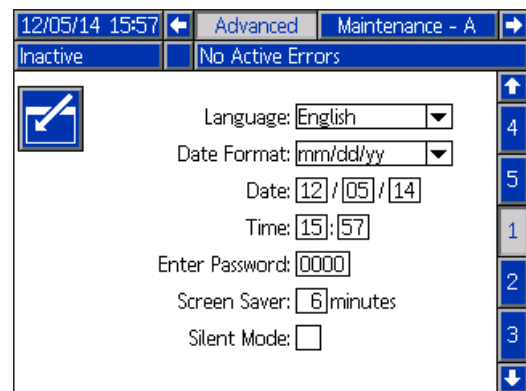 12/05/14 15:57 Advanced Maintenance - A
Inactive No Active Errors
Language: English
4
Date Format: mm/dd/yy
5
Date: 12 / 05 / 14
Time: 15 : 57
1
Enter Password: 0000
2
Screen Saver: 6 minutes
Silent Mode:
3